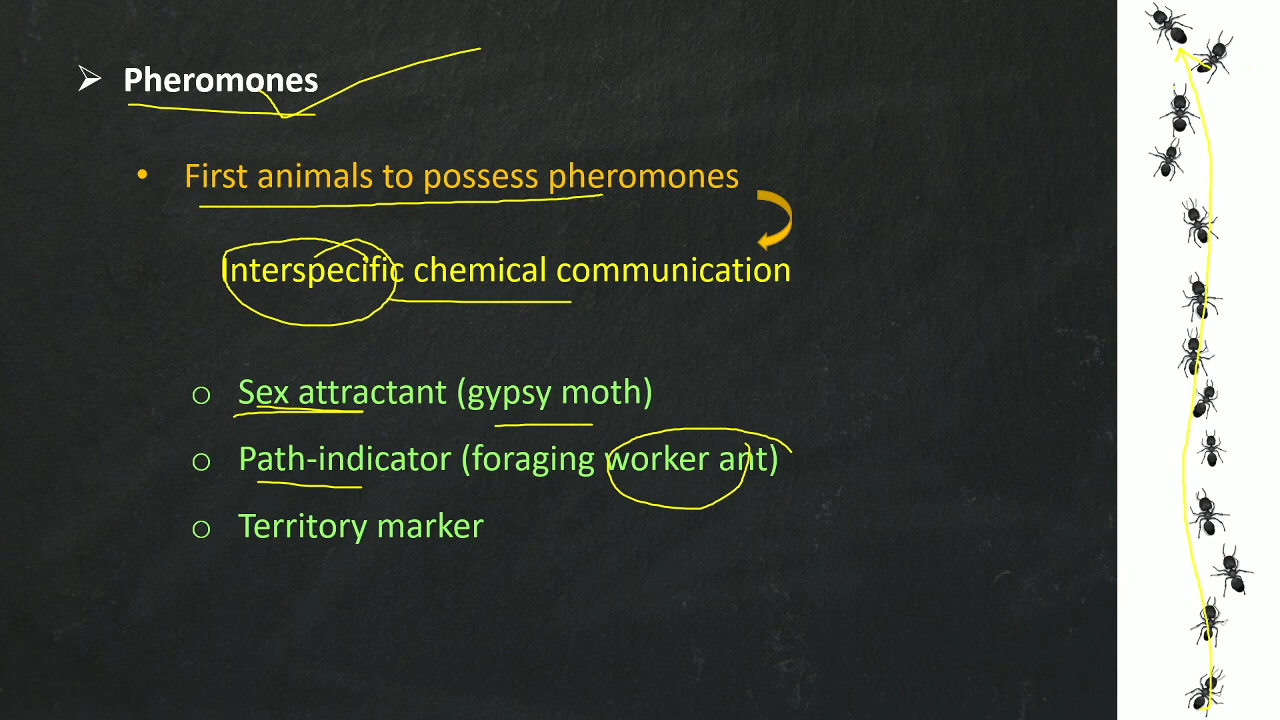 Pheromones
First animals to possess pheromones
Interspecific chemical communication
Sex attractant (gypsy moth)
Path-indicator (foraging worker ant)
Territory marker